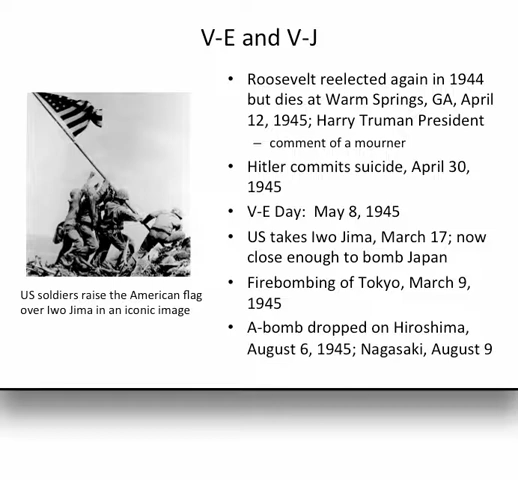 V-E and V-J
• Roosevelt reelected again in 1944
but dies at Warm Springs, GA, April
12, 1945; Harry Truman President
– comment of a mourner
• Hitler commits suicide, April 30,
1945
• V-E Day: May 8, 1945
• US takes Iwo Jima, March 17; now
close enough to bomb Japan
• Firebombing of Tokyo, March 9,
1945
• A-bomb dropped on Hiroshima,
August 6, 1945; Nagasaki, August 9
US soldiers raise the American flag
over Iwo Jima in an iconic image